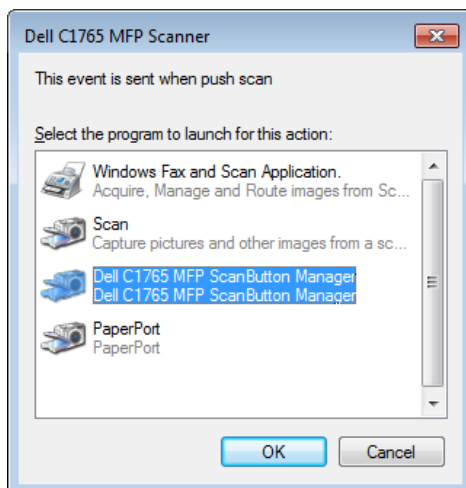 Dell C1765 MFP Scanner
This event is sent when push scan
Select the program to launch for this action:
Windows Fax and Scan Application.
Acquire, Manage and Route images from Sc...
Scan
Capture pictures and other images from a sc...
Dell C1765 MFP ScanButton Manager
Dell C1765 MFP ScanButton Manager
PaperPort
PaperPort
OK Cancel